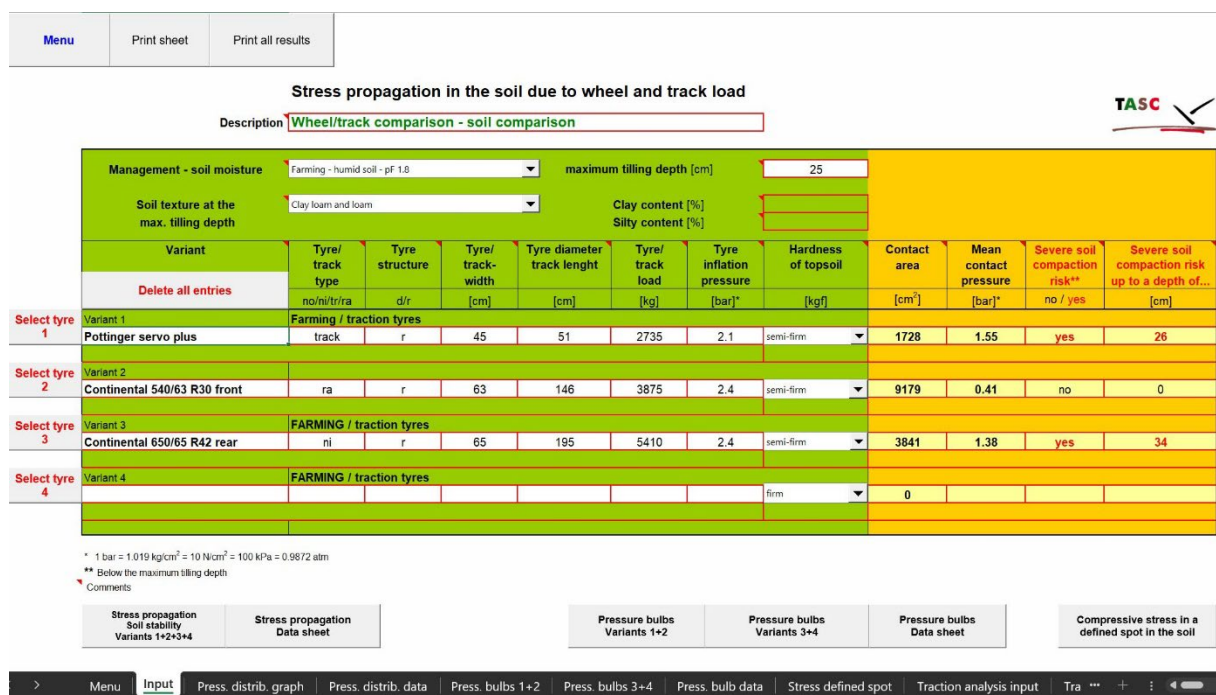 Menu Print sheet Print all results
Stress propagation in the soil due to wheel and track load
TASC
Description Wheel/track comparison - soil comparison
Management - soil moisture Farming - humid soil - pF 1.8 maximum tilling depth [cm] 25
Soil texture at the Clay loam and loam Clay content [%]
max. tilling depth Silty content [%]
Variant Tyre/ Tyre Tyre/ Tyre diameter Tyre/ Tyre Hardness Contact Mean Severe soil Severe soil
track structure track- track lenght track inflation of topsoil area contact compaction compaction risk
type width load pressure pressure risk** up to a depth of...
Delete all entries
no/ni/tr/ra d/r [cm] [cm] [kg] [bar]* [kgf] [cm²] [bar]* no / yes [cm]
Select tyre Variant 1 Farming / traction tyres
1 Pottinger servo plus track r 45 51 2735 2.1 semi-firm 1728 1.55 yes 26
Select tyre Variant 2
2 Continental 540/63 R30 front ra r 63 146 3875 2.4 semi-firm 9179 0.41 no 0
Select tyre Variant 3 FARMING / traction tyres
3 Continental 650/65 R42 rear ni r 65 195 5410 2.4 semi-firm 3841 1.38 yes 34
Select tyre Variant 4 FARMING / traction tyres
4 firm 0
* 1 bar = 1.019 kg/cm² = 10 N/cm² = 100 kPa = 0.9872 atm
** Below the maximum tilling depth
Comments
Stress propagation Stress propagation Pressure bulbs Pressure bulbs Pressure bulbs Compressive stress in a
Soil stability Data sheet Variants 1+2 Variants 3+4 Data sheet defined spot in the soil
Variants 1+2+3+4
Menu Input Press. distrib. graph Press. distrib. data Press. bulbs 1+2 Press. bulbs 3+4 Press. bulb data Stress defined spot Traction analysis input Tra ...